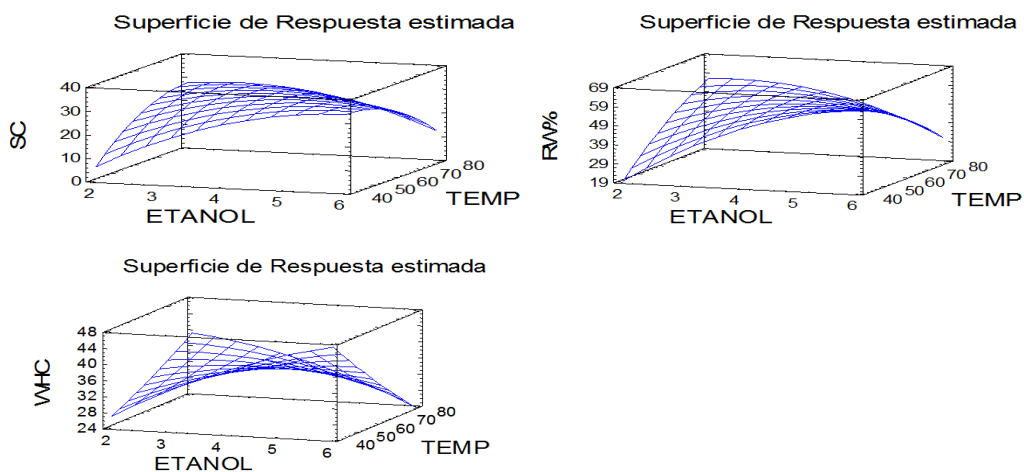 Superficie de Respuesta estimada
SC
40
30
20
10
0
2 3 4 5 6
ETANOL
40 50 60 70 80
TEMP
Superficie de Respuesta estimada
RW%
69
59
49
39
29
19
2 3 4 5 6
ETANOL
40 50 60 70 80
TEMP
Superficie de Respuesta estimada
WHC
48
44
40
36
32
28
24
2 3 4 5 6
ETANOL
40 50 60 70 80
TEMP